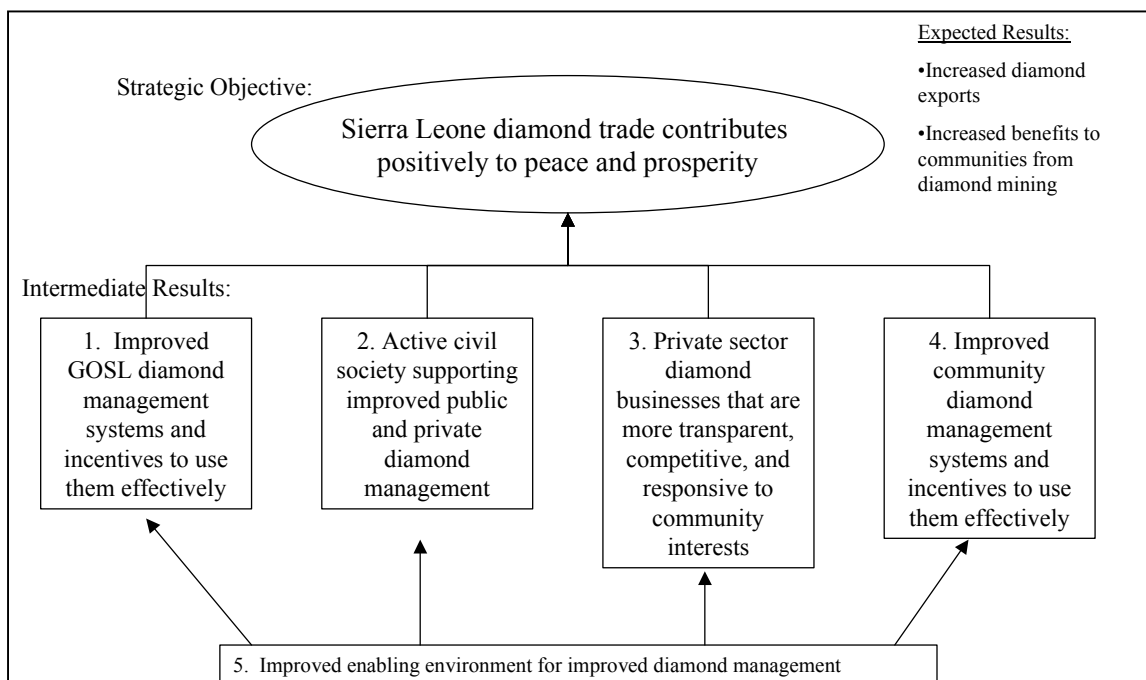 Expected Results:
•Increased diamond
exports
•Increased benefits to
communities from
diamond mining
Strategic Objective:
Sierra Leone diamond trade contributes
positively to peace and prosperity
Intermediate Results:
1. Improved
GOSL diamond
management
systems and
incentives to use
them effectively
2. Active civil
society supporting
improved public
and private
diamond
management
3. Private sector
diamond
businesses that are
more transparent,
competitive, and
responsive to
community
interests
4. Improved
community
diamond
management
systems and
incentives to use
them effectively
5. Improved enabling environment for improved diamond management